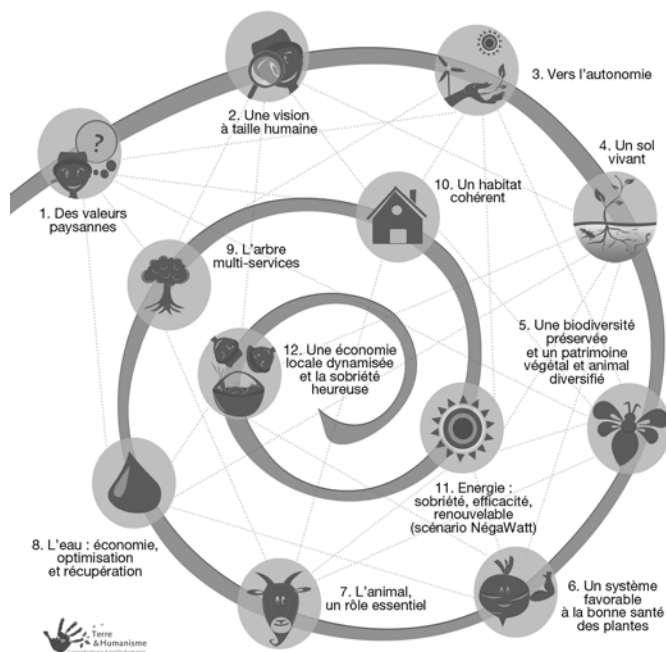 1. Des valeurs
paysannes
2. Une vision
à taille humaine
3. Vers l'autonomie
4. Un sol
vivant
5. Une biodiversité
préservée
et un patrimoine
végétal et animal
diversifié
6. Un système
favorable
à la bonne santé
des plantes
7. L'animal,
un rôle essentiel
8. L'eau : économie,
optimisation
et récupération
9. L'arbre
multi-services
10. Un habitat
cohérent
11. Energie :
sobriété, efficacité,
renouvelable
(scénario NégaWatt)
12. Une économie
locale dynamisée
et la sobriété
heureuse
?
Terre
&Humanisme